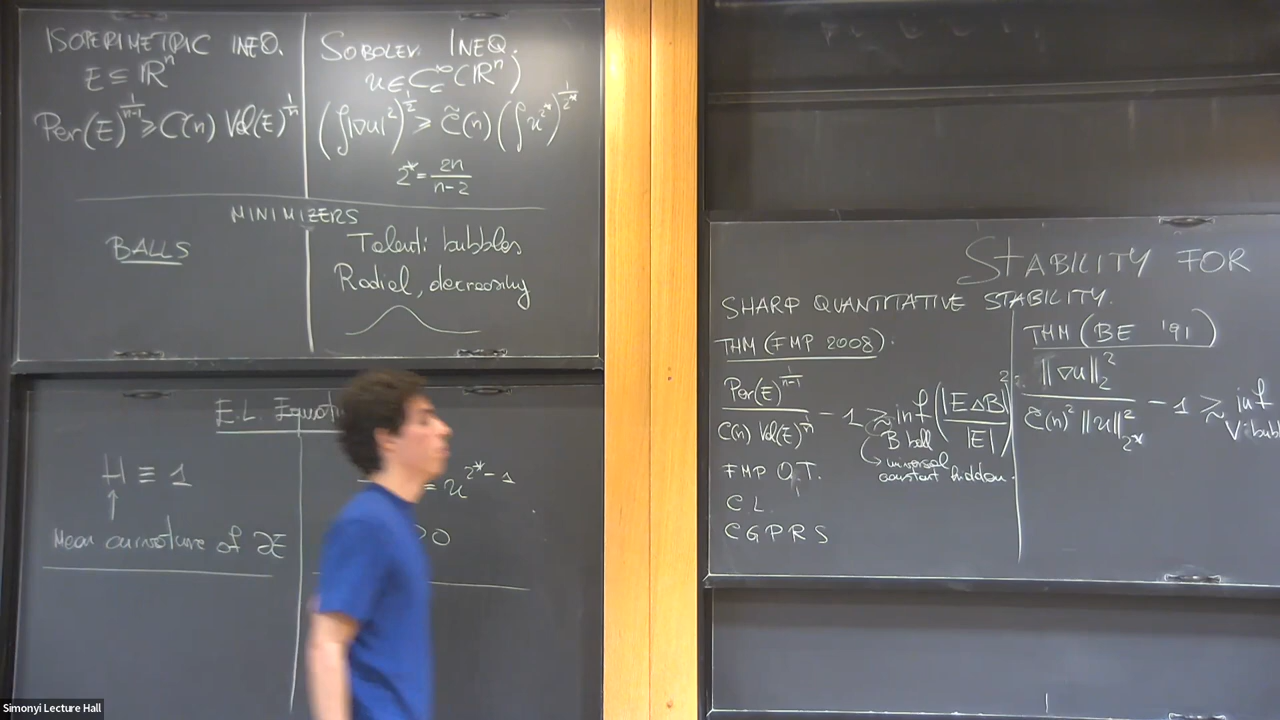 ISOPERIMETRIC INEQ.
E ⊆ ℝⁿ
Per(E)^{1/(n-1)} ≥ C(n) Vol(E)^{1/n}
SOBOLEV INEQ.
u ∈ C_c^∞(ℝⁿ)
(∫|∇u|²)^{1/2} ≥ C̃(n) (∫u^{2*})^{1/2*}
2* = 2n/(n-2)
MINIMIZERS
BALLS
Talenti bubbles
Radial, decreasing
E.L. Equati
H ≡ 1
↑
Mean curvature of ∂E
= u^{2*-1}
>0
STABILITY FOR
SHARP QUANTITATIVE STABILITY.
THM (FMP 2008).
Per(E)^{1/(n-1)} / C(n) Vol(E)^{1/n} - 1 ≳ inf (|EΔB| / |E|)²
B ball
↳ universal
constant hidden.
FMP O.T.
C L.
C G P R S
THM (BE '91)
‖∇u‖₂² / C̃(n)² ‖u‖²_{2*} - 1 ≳ inf
V: bubb
Simonyi Lecture Hall